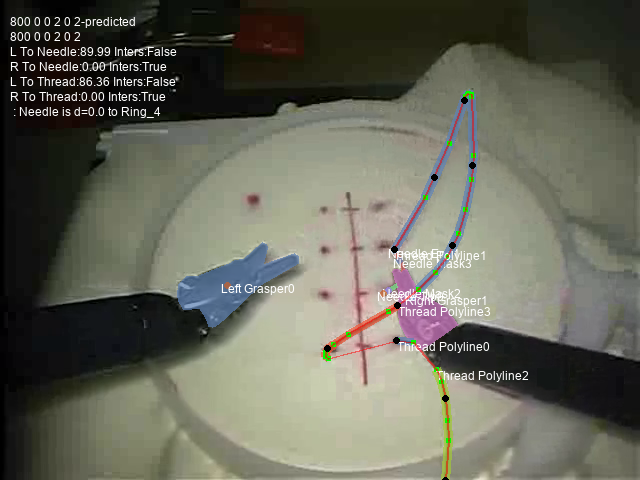 800 0 0 2 0 2-predicted
800 0 0 2 0 2
L To Needle:89.99 Inters:False
R To Needle:0.00 Inters:True
L To Thread:86.36 Inters:False
R To Thread:0.00 Inters:True
: Needle is d=0.0 to Ring_4
Thread Polyline1
Needle Mask3
Left Grasper0
Needle Mask2
Right Grasper1
Thread Polyline3
Thread Polyline0
Thread Polyline2